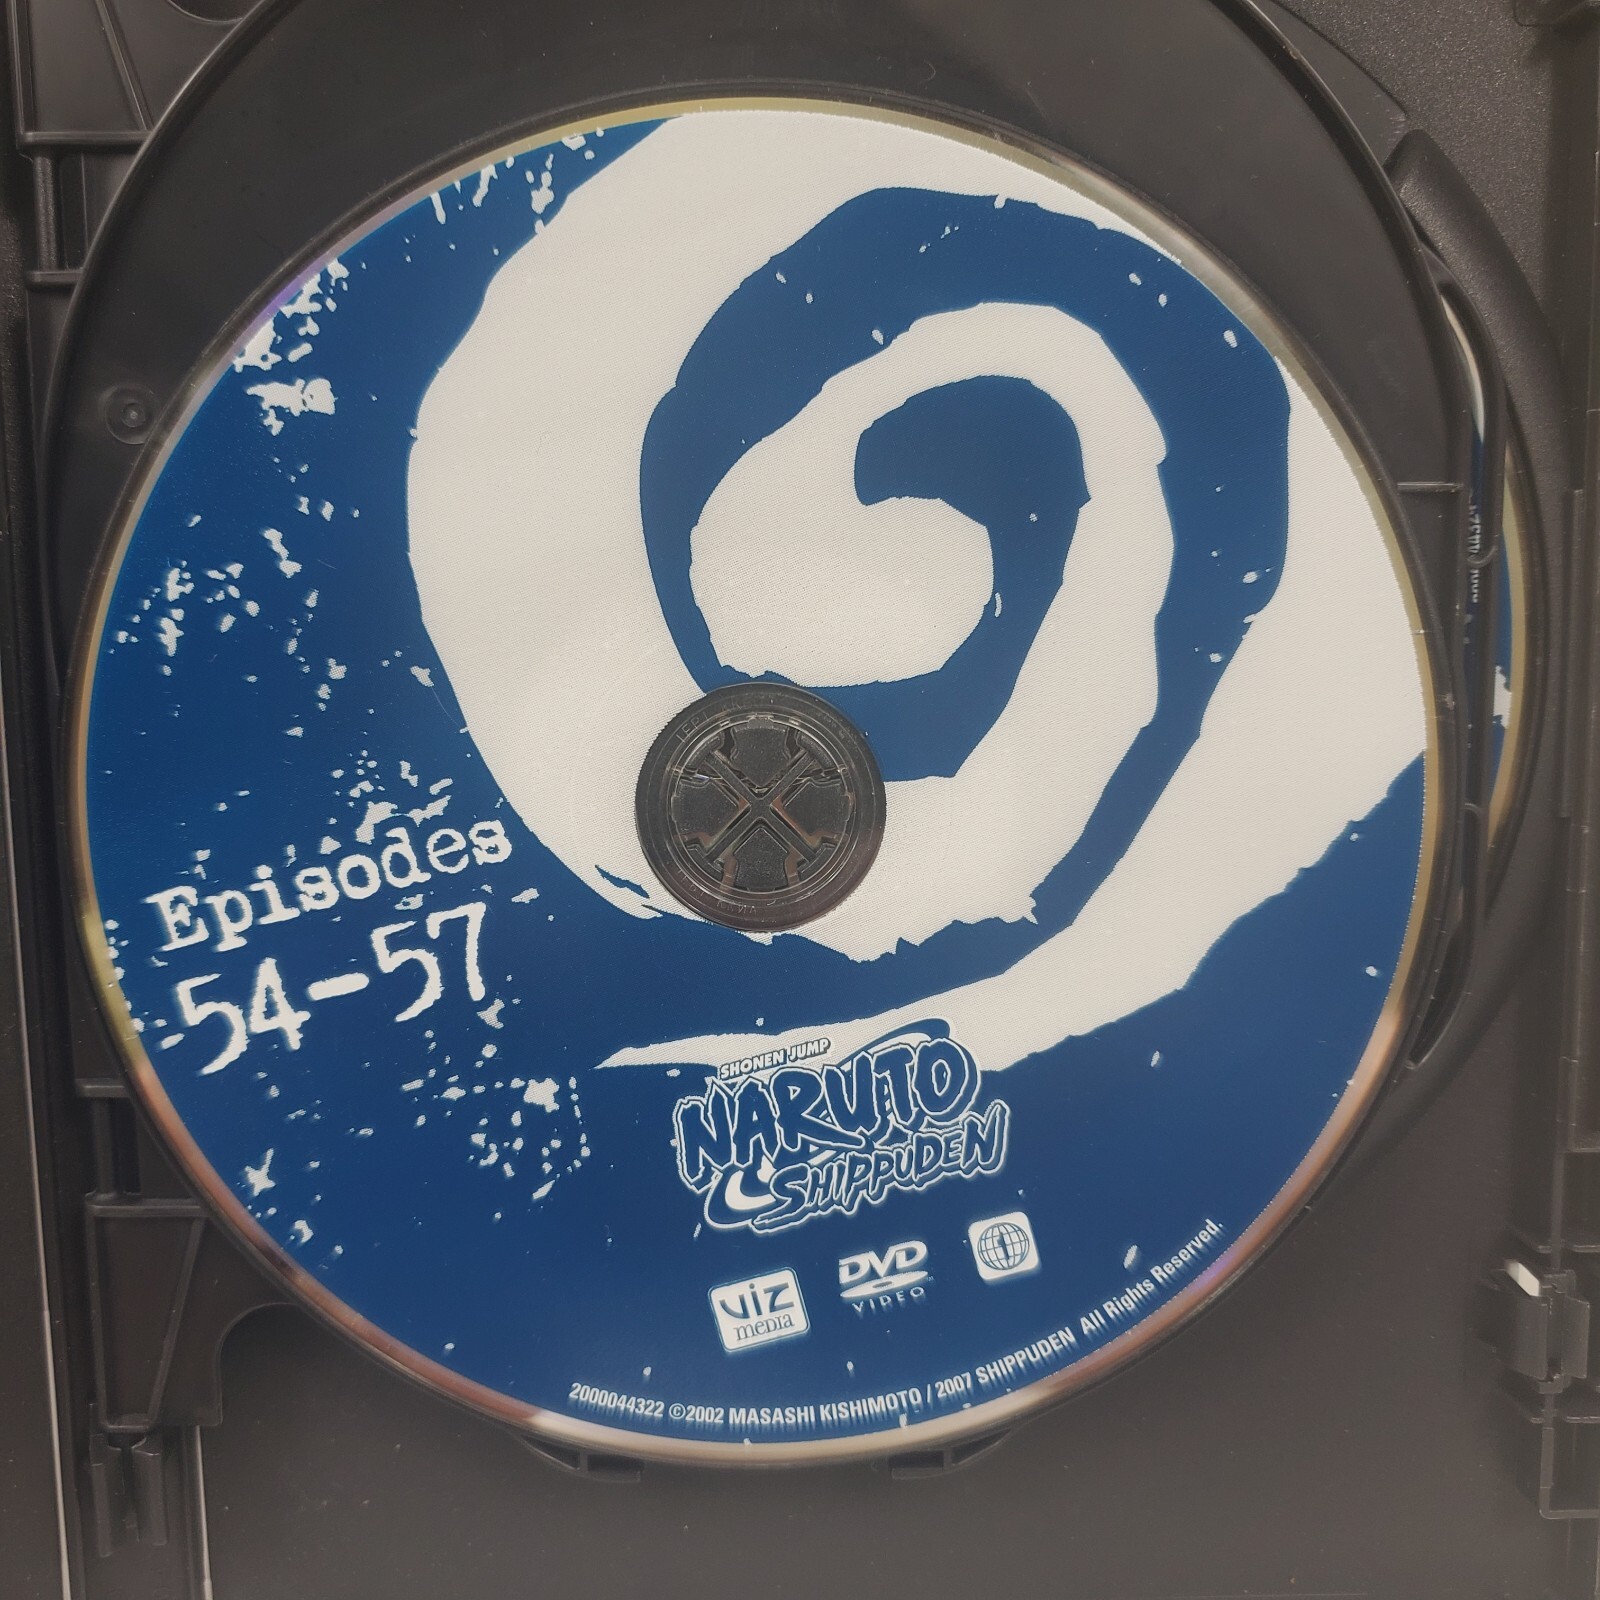 Episodes
54-57
SHONEN JUMP
NARUTO
SHIPPUDEN
VIZ
media
DVD
VIDEO
2000044322 ©2002 MASASHI KISHIMOTO / 2007 SHIPPUDEN All Rights Reserved.